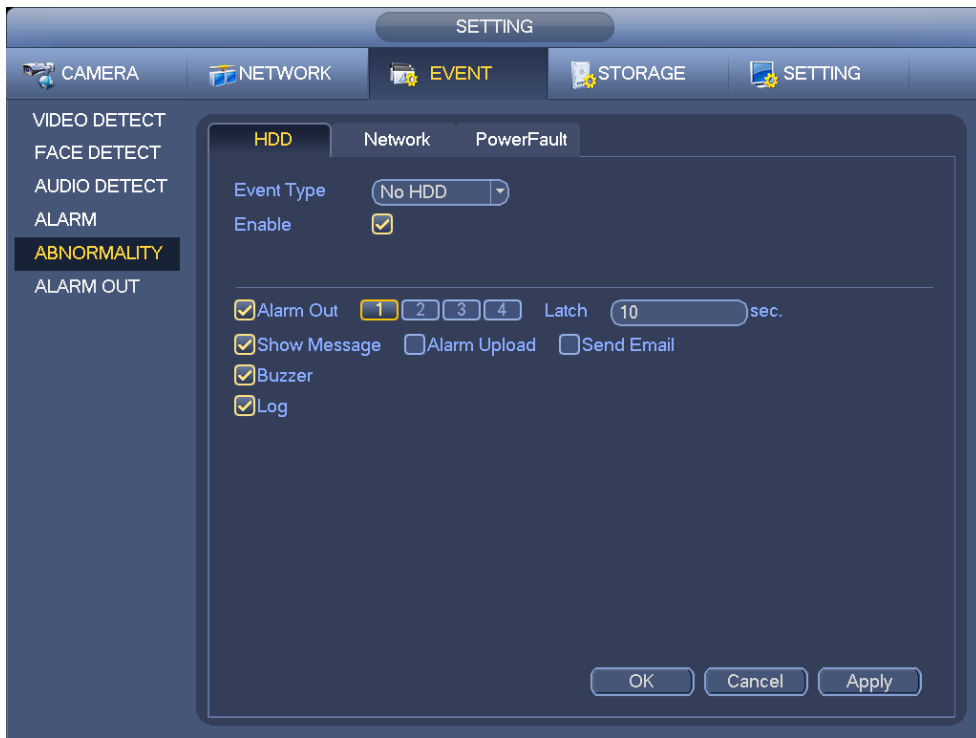 SETTING
CAMERA NETWORK EVENT STORAGE SETTING
VIDEO DETECT
FACE DETECT
AUDIO DETECT
ALARM
ABNORMALITY
ALARM OUT
HDD Network PowerFault
Event Type No HDD
Enable
Alarm Out 1 2 3 4 Latch 10 sec.
Show Message Alarm Upload Send Email
Buzzer
Log
OK Cancel Apply